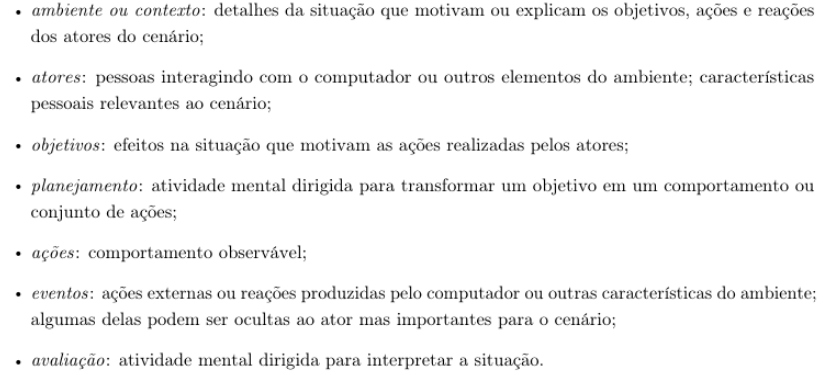 • ambiente ou contexto: detalhes da situação que motivam ou explicam os objetivos, ações e reações
dos atores do cenário;
• atores: pessoas interagindo com o computador ou outros elementos do ambiente; características
pessoais relevantes ao cenário;
• objetivos: efeitos na situação que motivam as ações realizadas pelos atores;
• planejamento: atividade mental dirigida para transformar um objetivo em um comportamento ou
conjunto de ações;
• ações: comportamento observável;
• eventos: ações externas ou reações produzidas pelo computador ou outras características do ambiente;
algumas delas podem ser ocultas ao ator mas importantes para o cenário;
• avaliação: atividade mental dirigida para interpretar a situação.